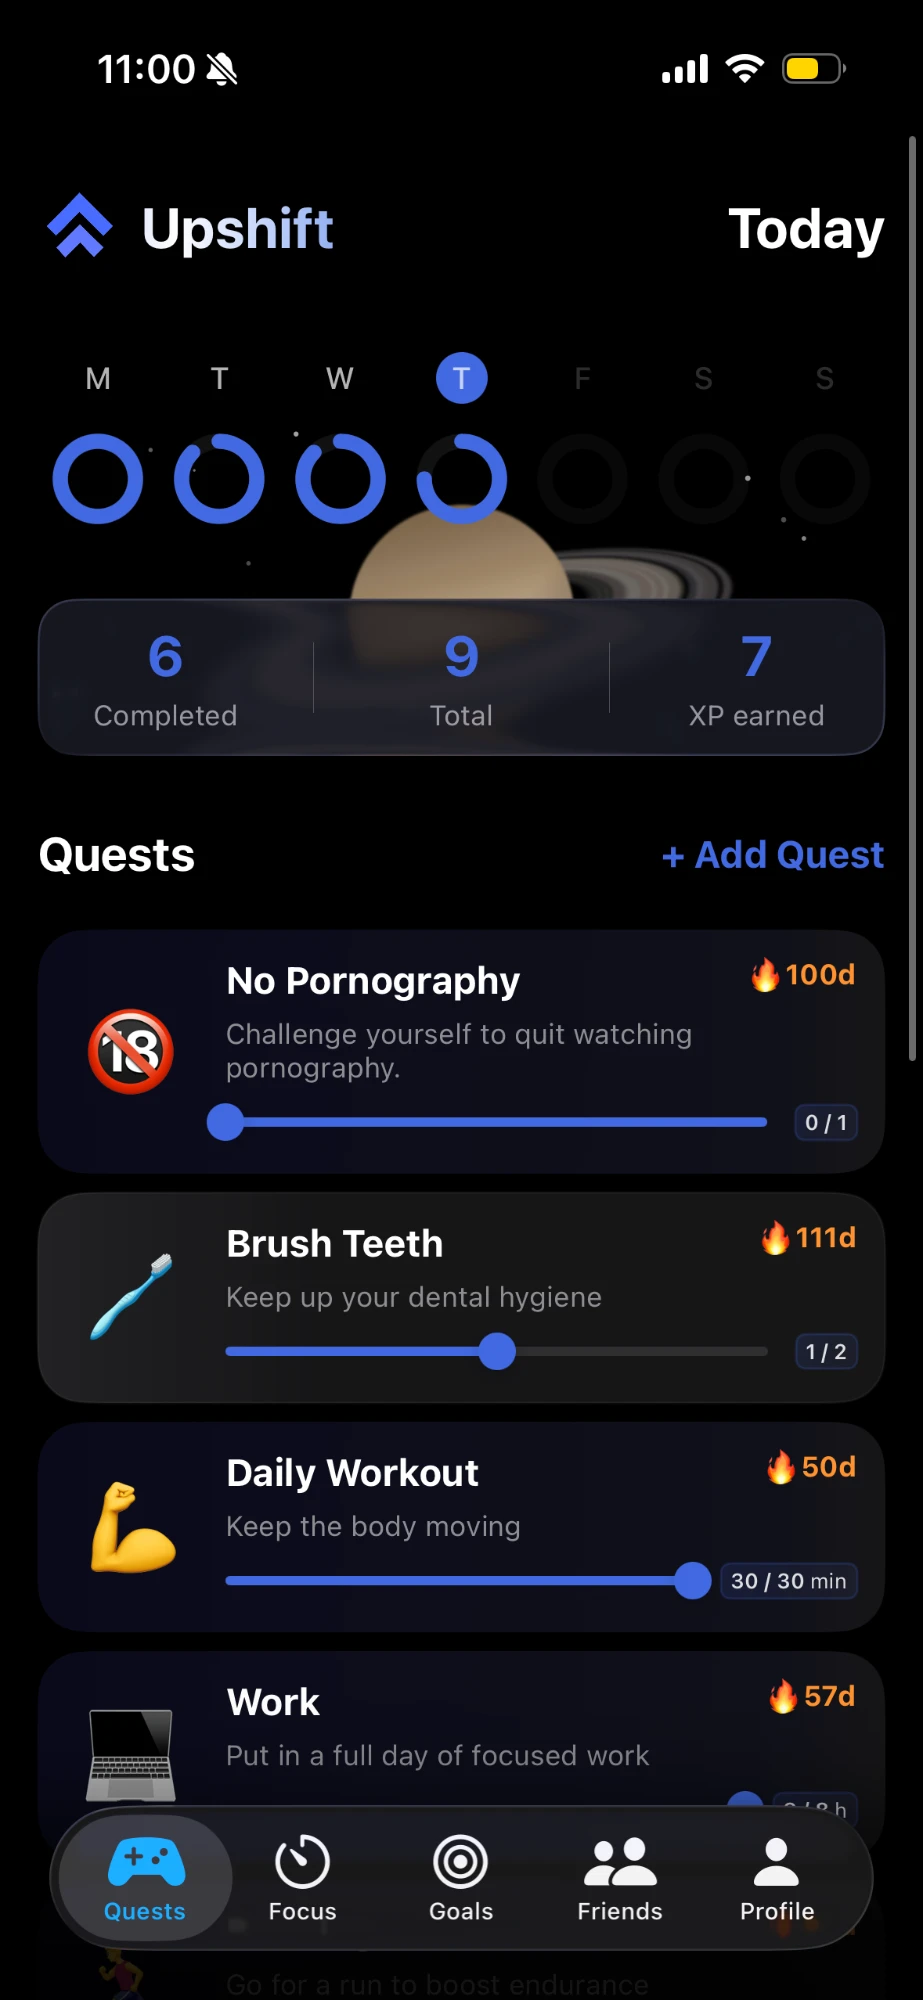 11:00
Upshift
Today
M T W T F S S
6 9 7
Completed Total XP earned
Quests
+ Add Quest
No Pornography
100d
18
Challenge yourself to quit watching
pornography.
0 / 1
Brush Teeth
111d
Keep up your dental hygiene
1 / 2
Daily Workout
50d
Keep the body moving
30 / 30 min
Work
57d
Put in a full day of focused work
/ 8 h
Quests Focus Goals Friends Profile
Go for a run to boost endurance